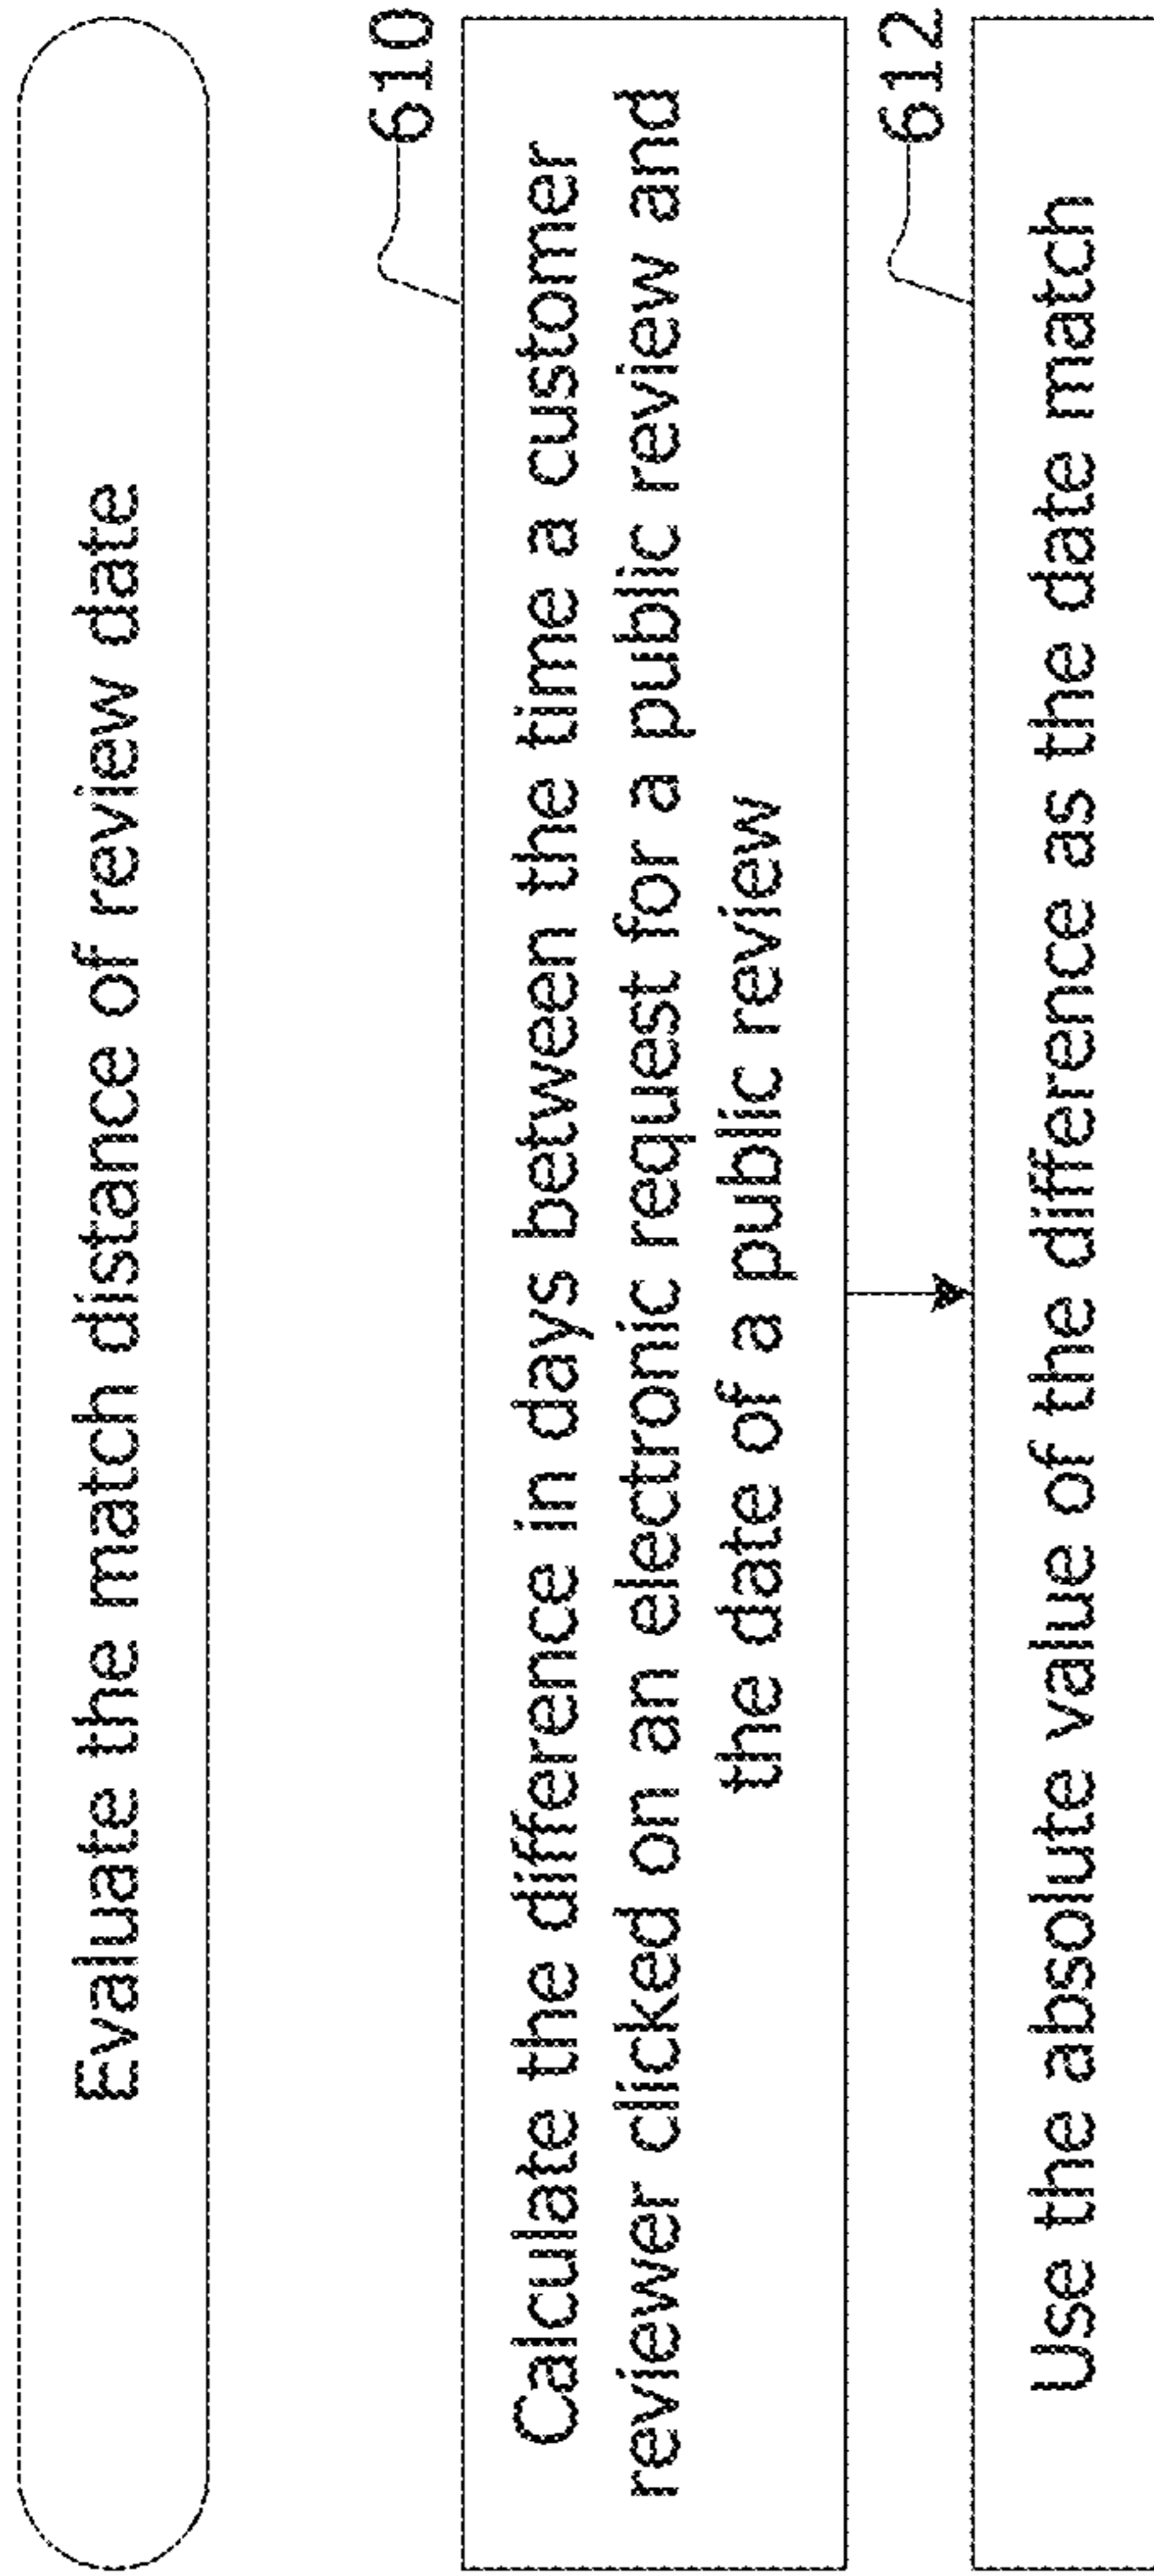 Evaluate the match distance of review date
610
Calculate the difference in days between the time a customer
reviewer clicked on an electronic request for a public review and
the date of a public review
612
Use the absolute value of the difference as the date match